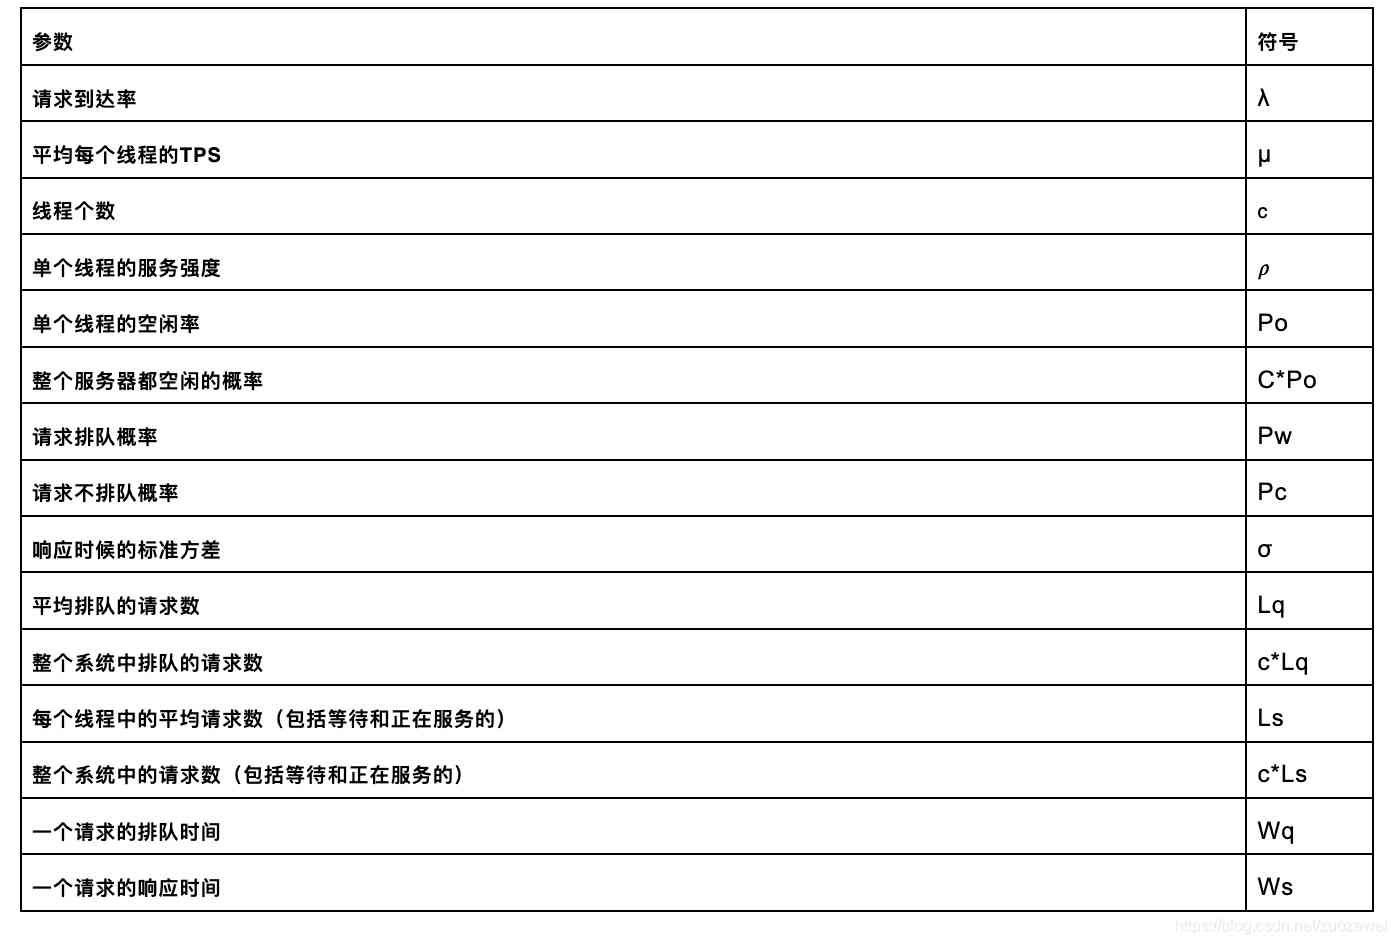 参数 符号
请求到达率 λ
平均每个线程的TPS μ
线程个数 c
单个线程的服务强度 ρ
单个线程的空闲率 Po
整个服务器都空闲的概率 C*Po
请求排队概率 Pw
请求不排队概率 Pc
响应时候的标准方差 σ
平均排队的请求数 Lq
整个系统中排队的请求数 c*Lq
每个线程中的平均请求数（包括等待和正在服务的） Ls
整个系统中的请求数（包括等待和正在服务的） c*Ls
一个请求的排队时间 Wq
一个请求的响应时间 Ws
https://blog.csdn.net/zuozewei